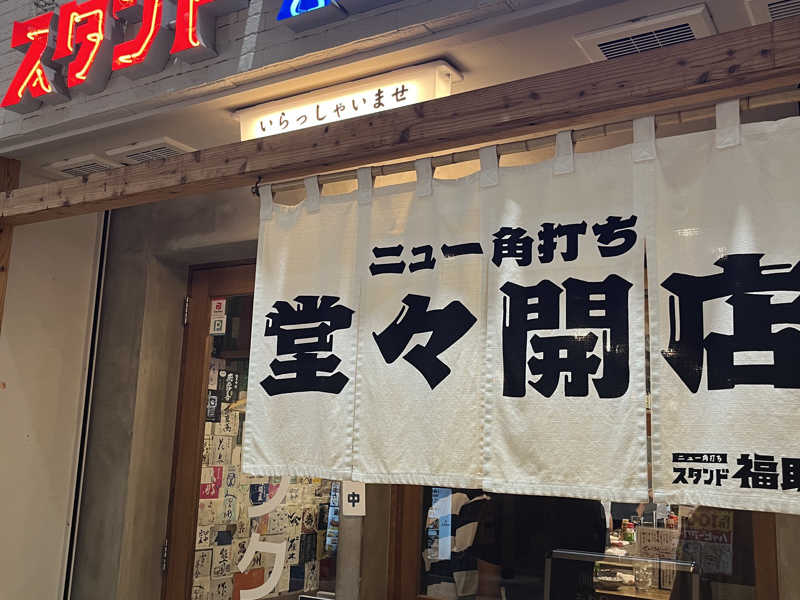 スタンド
いらっしゃいませ
ニュー角打ち
堂々開店
ニュー角打ち
スタンド 福助
中